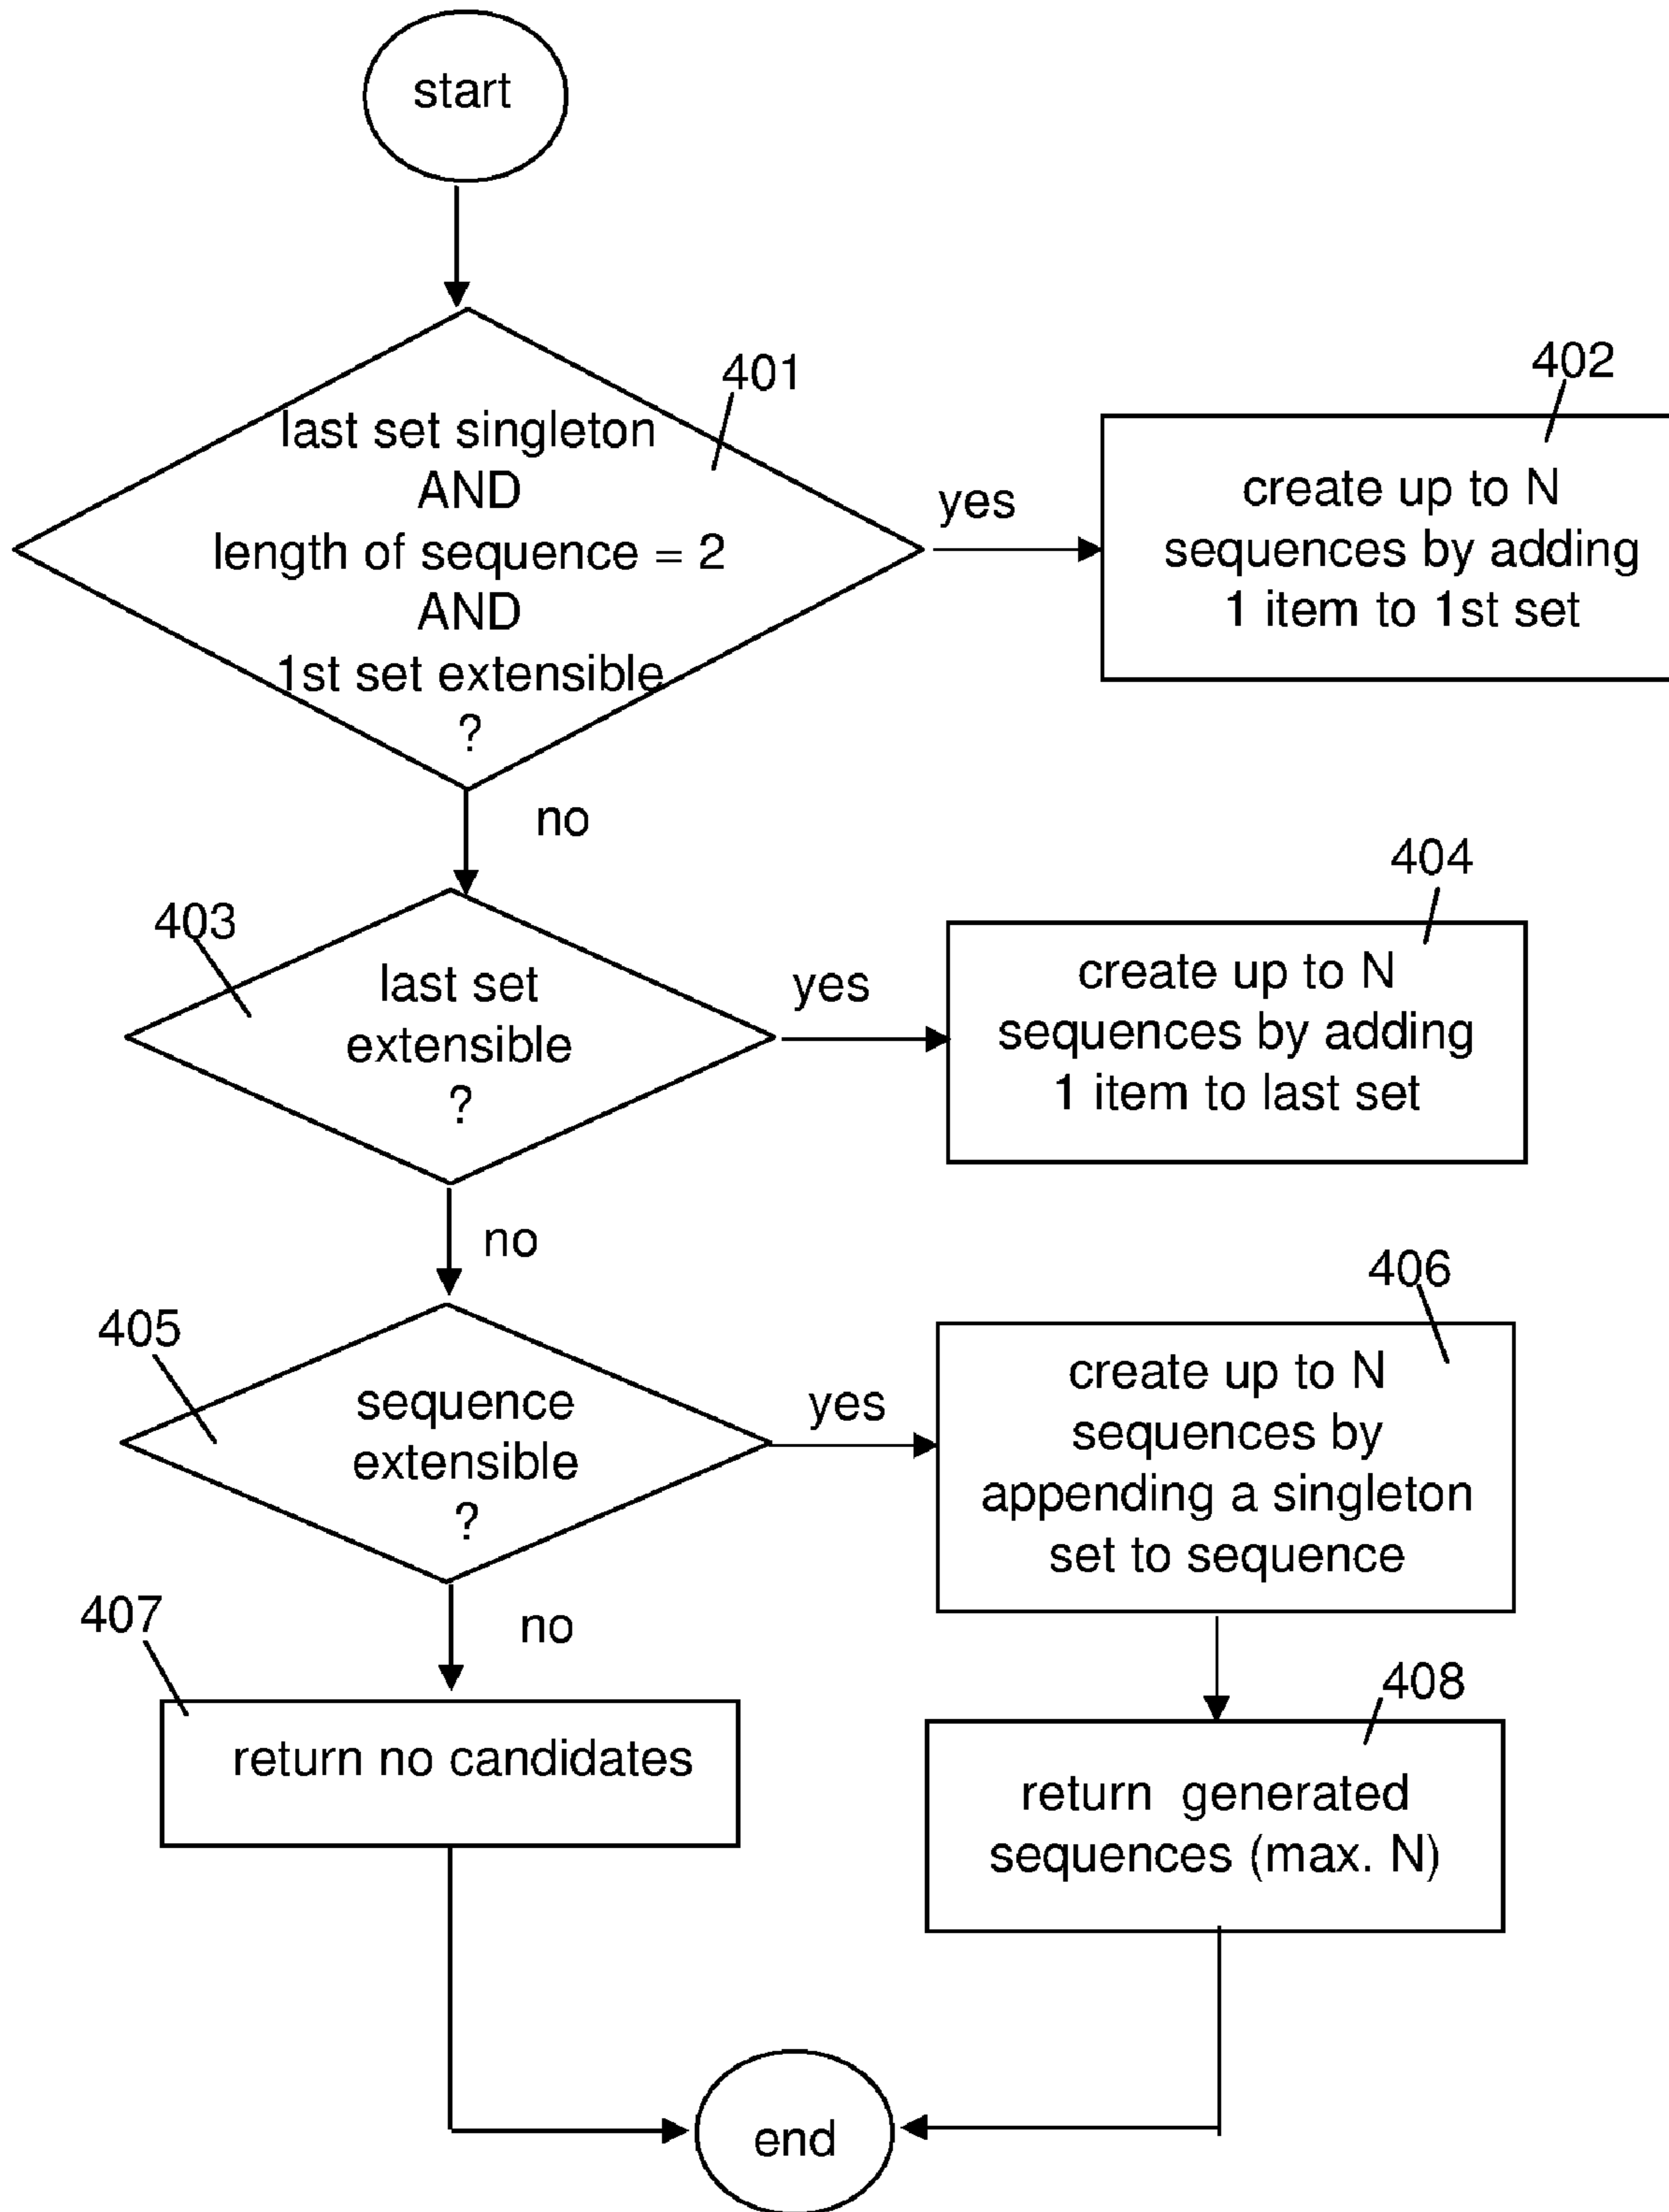 start
401
last set singleton
AND
length of sequence = 2
AND
1st set extensible
?
yes
402
create up to N
sequences by adding
1 item to 1st set
no
403
last set
extensible
?
yes
404
create up to N
sequences by adding
1 item to last set
no
405
sequence
extensible
?
yes
406
create up to N
sequences by
appending a singleton
set to sequence
no
407
return no candidates
408
return generated
sequences (max. N)
end